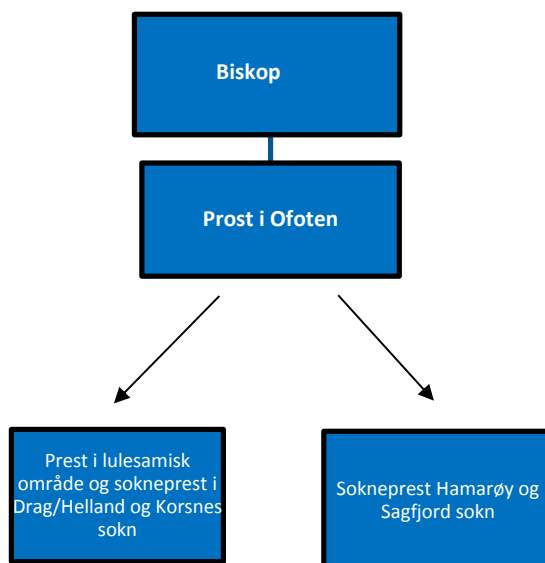 Biskop
Prost i Ofoten
Prest i lulesamisk
område og sokneprest i
Drag/Helland og Korsnes
sokn
Sokneprest Hamarøy og
Sagfjord sokn